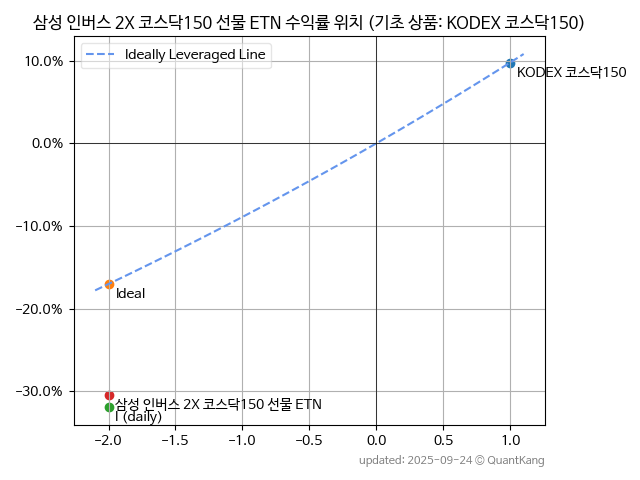 삼성 인버스 2X 코스닥150 선물 ETN 수익률 위치 (기초 상품: KODEX 코스닥150)
Ideally Leveraged Line
10.0%
KODEX 코스닥150
0.0%
−10.0%
Ideal
−20.0%
−30.0%
삼성 인버스 2X 코스닥150 선물 ETN
I (daily)
−2.0 −1.5 −1.0 −0.5 0.0 0.5 1.0
updated: 2025-09-24 © QuantKang